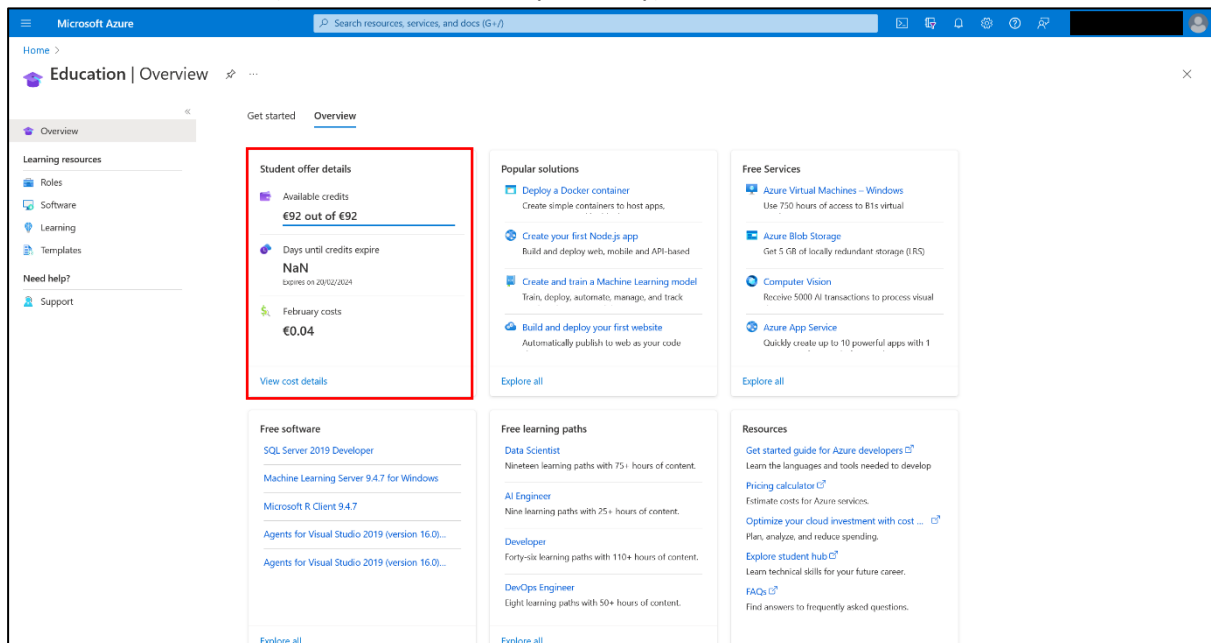 Microsoft Azure
Search resources, services, and docs (G+/)
Home >
Education | Overview
Get started Overview
Overview
Learning resources
Roles
Software
Learning
Templates
Need help?
Support
Student offer details
Available credits
€92 out of €92
Days until credits expire
NaN
Expires on 20/02/2024
February costs
€0.04
View cost details
Popular solutions
Deploy a Docker container
Create simple containers to host apps,
Create your first Node.js app
Build and deploy web, mobile and API-based
Create and train a Machine Learning model
Train, deploy, automate, manage, and track
Build and deploy your first website
Automatically publish to web as your code
Explore all
Free Services
Azure Virtual Machines – Windows
Use 750 hours of access to B1s virtual
Azure Blob Storage
Get 5 GB of locally redundant storage (LRS)
Computer Vision
Receive 5000 AI transactions to process visual
Azure App Service
Quickly create up to 10 powerful apps with 1
Explore all
Free software
SQL Server 2019 Developer
Machine Learning Server 9.4.7 for Windows
Microsoft R Client 9.4.7
Agents for Visual Studio 2019 (version 16.0)...
Agents for Visual Studio 2019 (version 16.0)...
Explore all
Free learning paths
Data Scientist
Nineteen learning paths with 75+ hours of content.
AI Engineer
Nine learning paths with 25+ hours of content.
Developer
Forty-six learning paths with 110+ hours of content.
DevOps Engineer
Eight learning paths with 50+ hours of content.
Explore all
Resources
Get started guide for Azure developers
Learn the languages and tools needed to develop
Pricing calculator
Estimate costs for Azure services.
Optimize your cloud investment with cost ...
Plan, analyze, and reduce spending.
Explore student hub
Learn technical skills for your future career.
FAQs
Find answers to frequently asked questions.